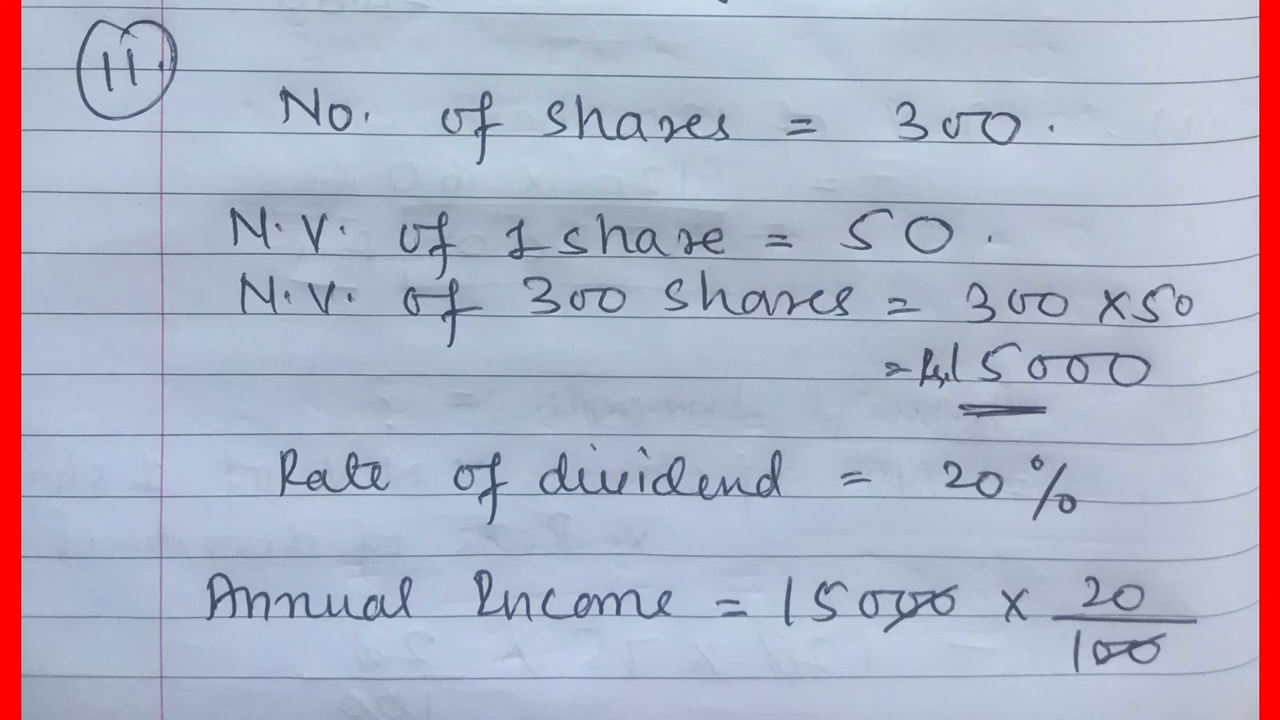 11
No. of shares = 300.
N.V. of 1 share = 50.
N.V. of 300 shares = 300 x 50
= Rs.15000
Rate of dividend = 20%
Annual Income = 15000 x 20/100